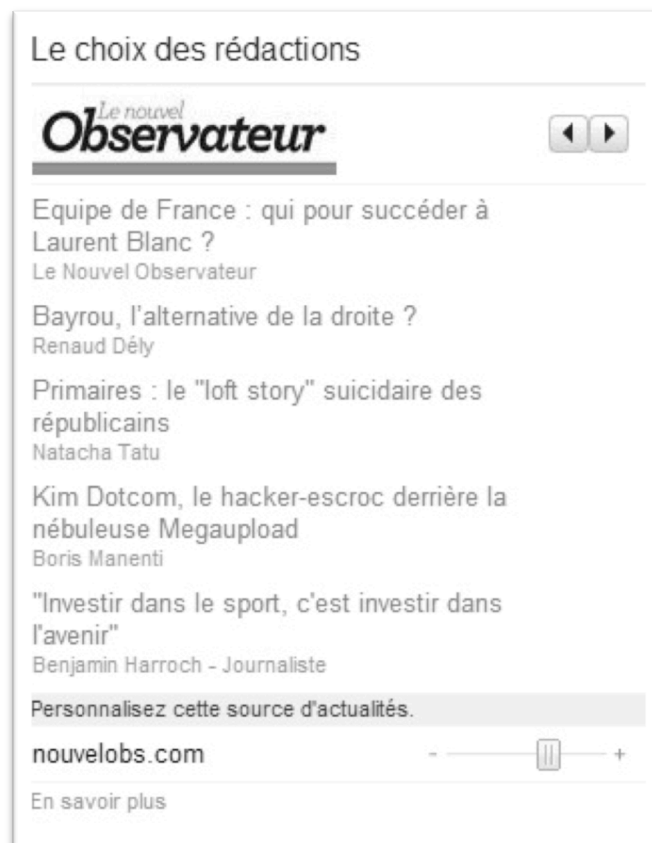 Le choix des rédactions
Le nouvel
Observateur
Equipe de France : qui pour succéder à
Laurent Blanc ?
Le Nouvel Observateur
Bayrou, l'alternative de la droite ?
Renaud Dély
Primaires : le "loft story" suicidaire des
républicains
Natacha Tatu
Kim Dotcom, le hacker-escroc derrière la
nébuleuse Megaupload
Boris Manenti
"Investir dans le sport, c'est investir dans
l'avenir"
Benjamin Harroch - Journaliste
Personnalisez cette source d'actualités.
nouvelobs.com - +
En savoir plus